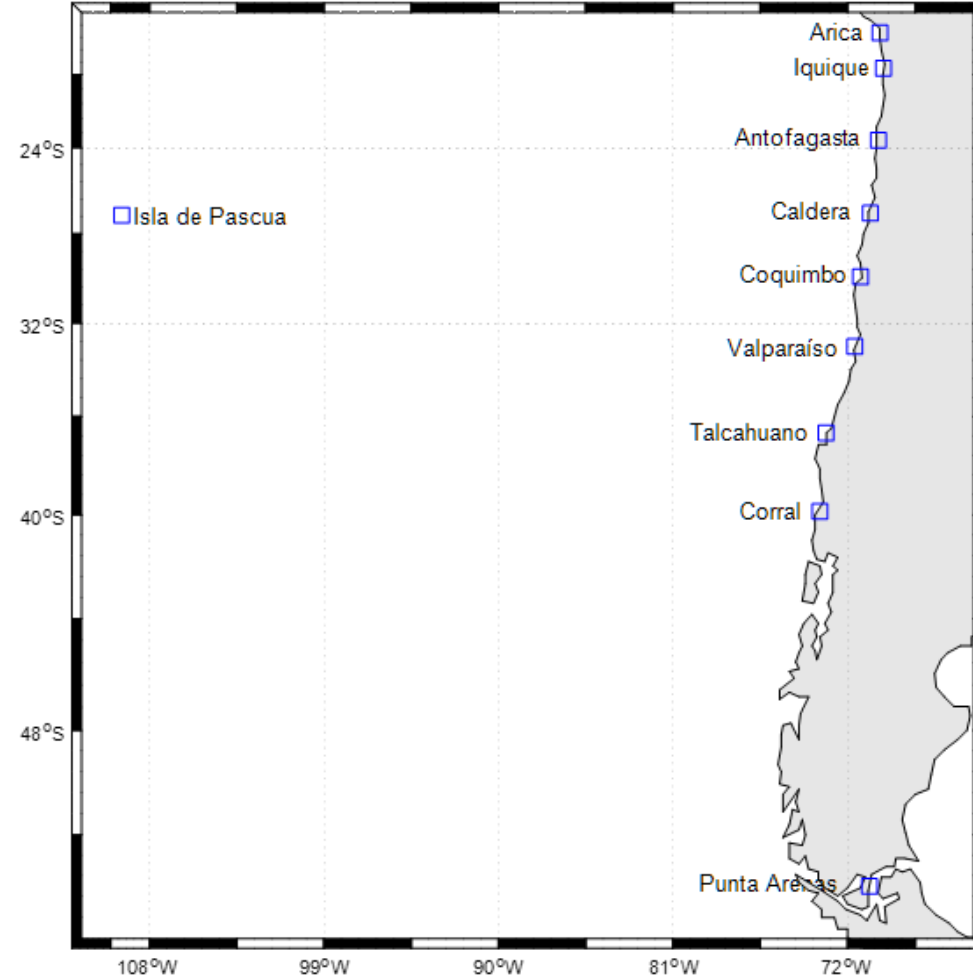 Arica
Iquique
Antofagasta
24°S
Caldera
Isla de Pascua
Coquimbo
32°S
Valparaíso
Talcahuano
Corral
40°S
48°S
Punta Arenas
108°W 99°W 90°W 81°W 72°W